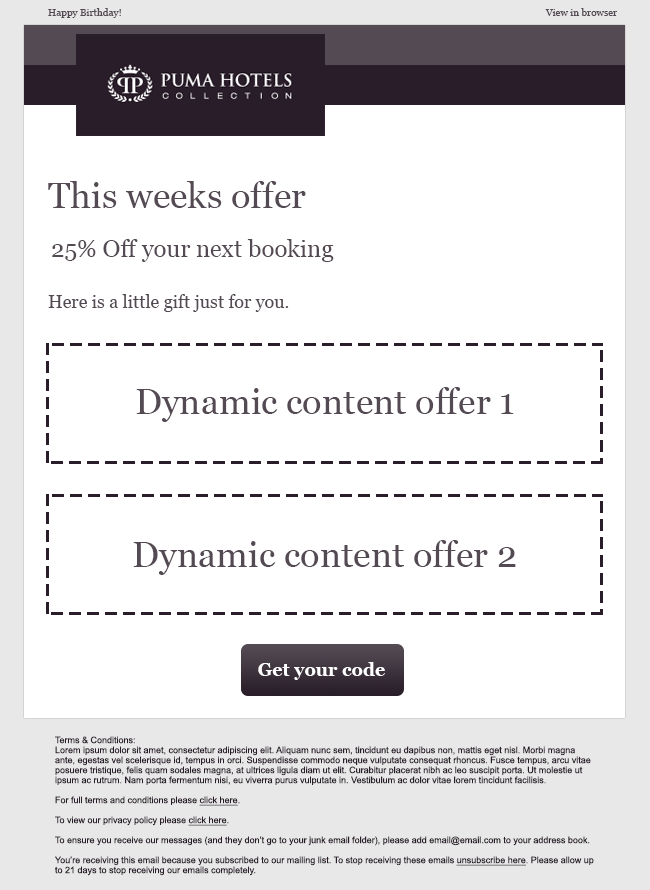 Happy Birthday!
View in browser
PUMA HOTELS
COLLECTION
This weeks offer
25% Off your next booking
Here is a little gift just for you.
Dynamic content offer 1
Dynamic content offer 2
Get your code
Terms & Conditions:
Lorem ipsum dolor sit amet, consectetur adipiscing elit. Aliquam nunc sem, tincidunt eu dapibus non, mattis eget nisl. Morbi magna
ante, egestas vel scelerisque id, tempus in orci. Suspendisse commodo neque vulputate consequat rhoncus. Fusce tempus, arcu vitae
posuere tristique, felis quam sodales magna, at ultrices ligula diam ut elit. Curabitur placerat nibh ac leo suscipit porta. Ut molestie ut
ipsum ac rutrum. Nam porta fermentum nisi, eu viverra purus vulputate in. Vestibulum ac dolor vitae lorem tincidunt facilisis.
For full terms and conditions please click here.
To view our privacy policy please click here.
To ensure you receive our messages (and they don't go to your junk email folder), please add email@email.com to your address book.
You're receiving this email because you subscribed to our mailing list. To stop receiving these emails unsubscribe here. Please allow up
to 21 days to stop receiving our emails completely.